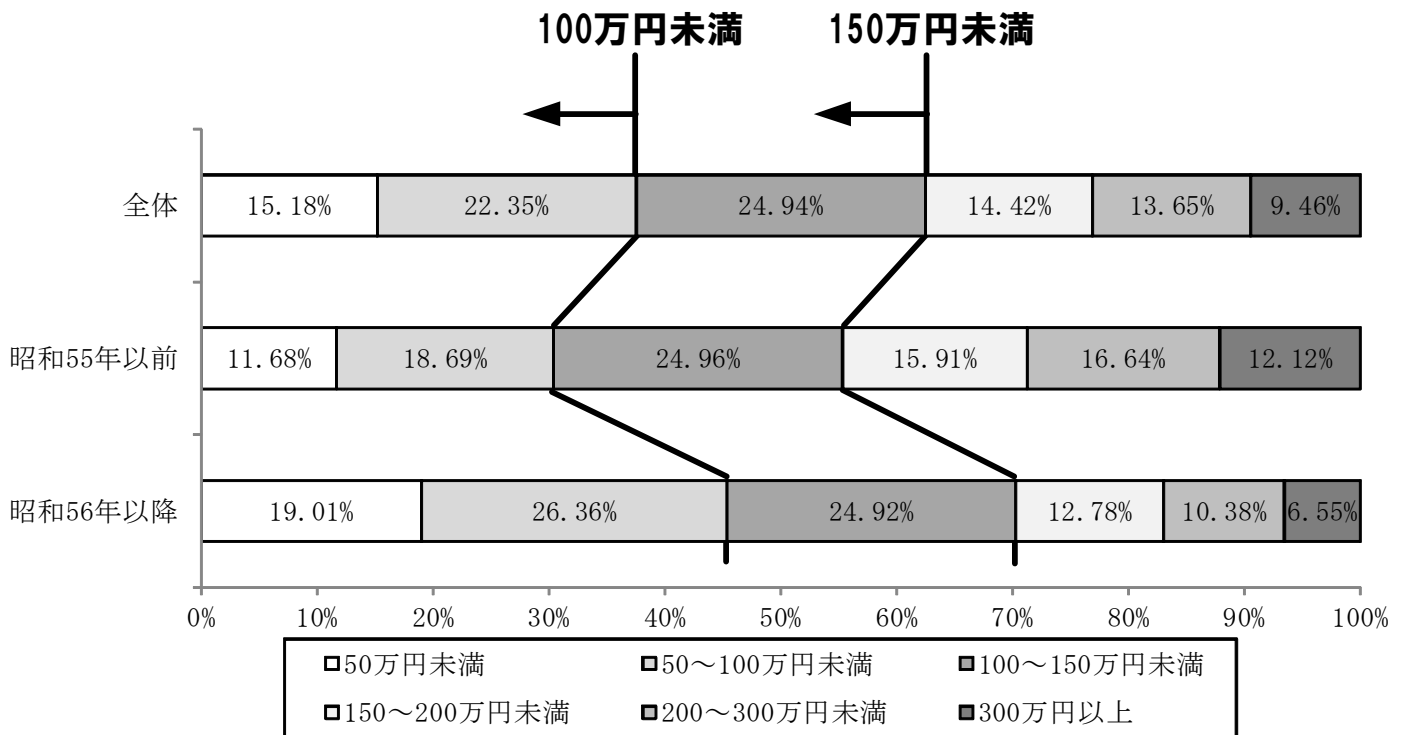 100万円未満 150万円未満
全体 15.18% 22.35% 24.94% 14.42% 13.65% 9.46%
昭和55年以前 11.68% 18.69% 24.96% 15.91% 16.64% 12.12%
昭和56年以降 19.01% 26.36% 24.92% 12.78% 10.38% 6.55%
0% 10% 20% 30% 40% 50% 60% 70% 80% 90% 100%
50万円未満 50～100万円未満 100～150万円未満
150～200万円未満 200～300万円未満 300万円以上